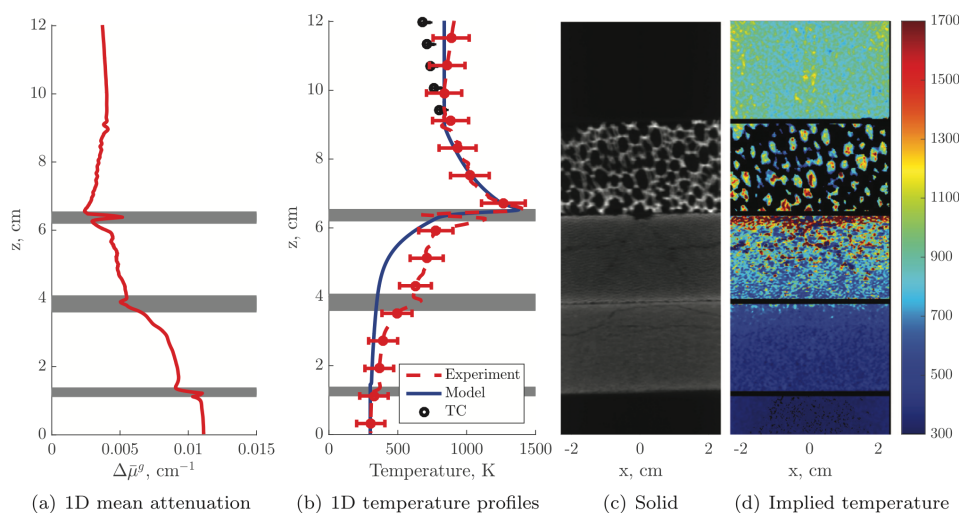 12
10
8
6
4
2
0
z, cm
0
0.005
0.01
0.015
Δμ̄ᵍ, cm⁻¹
(a) 1D mean attenuation
12
10
8
6
4
2
0
z, cm
Experiment
Model
TC
0
500
1000
1500
Temperature, K
(b) 1D temperature profiles
-2
0
2
x, cm
(c) Solid
-2
0
2
x, cm
(d) Implied temperature
1700
1500
1300
1100
900
700
500
300